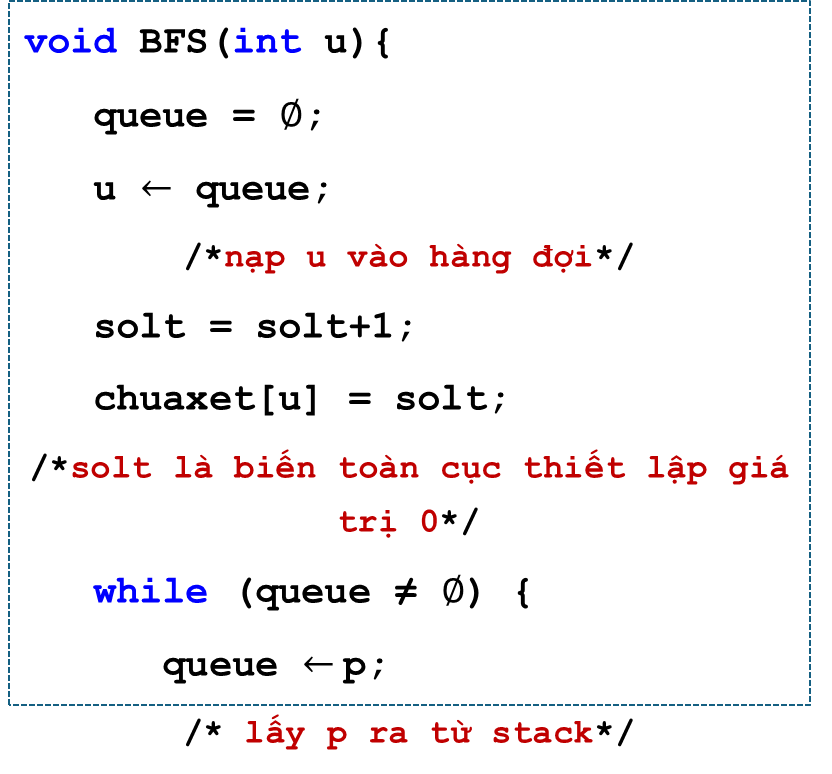 void BFS(int u){
queue = ∅;
u ← queue;
/*nạp u vào hàng đợi*/
solt = solt+1;
chuaxet[u] = solt;
/*solt là biến toàn cục thiết lập giá
trị 0*/
while (queue ≠ ∅) {
queue ←p;
/* lấy p ra từ stack*/